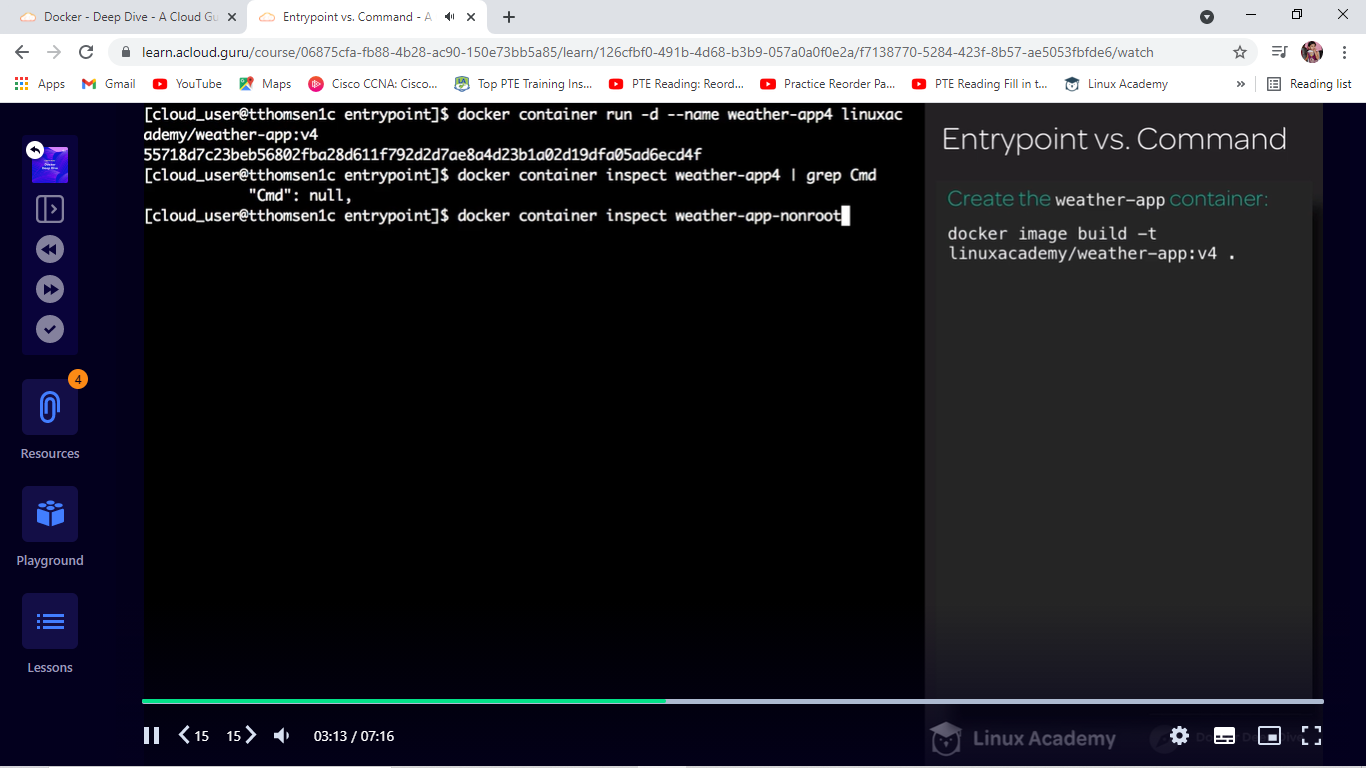 Docker - Deep Dive - A Cloud Gu
Entrypoint vs. Command - A
learn.acloud.guru/course/06875cfa-fb88-4b28-ac90-150e73bb5a85/learn/126cfbf0-491b-4d68-b3b9-057a0a0f0e2a/f7138770-5284-423f-8b57-ae5053fbfde6/watch
Apps Gmail YouTube Maps Cisco CCNA: Cisco... Top PTE Training Ins... PTE Reading: Reord... Practice Reorder Pa... PTE Reading Fill in t... Linux Academy » Reading list
[cloud_user@tthomsen1c entrypoint]$ docker container run -d --name weather-app4 linuxac
ademy/weather-app:v4
55718d7c23beb56802fba28d611f792d2d7ae8a4d23b1a02d19dfa05ad6ecd4f
[cloud_user@tthomsen1c entrypoint]$ docker container inspect weather-app4 | grep Cmd
"Cmd": null,
[cloud_user@tthomsen1c entrypoint]$ docker container inspect weather-app-nonroot
Entrypoint vs. Command
Create the weather-app container:
docker image build -t
linuxacademy/weather-app:v4 .
4
Resources
Playground
Lessons
15 15 03:13 / 07:16
Linux Academy